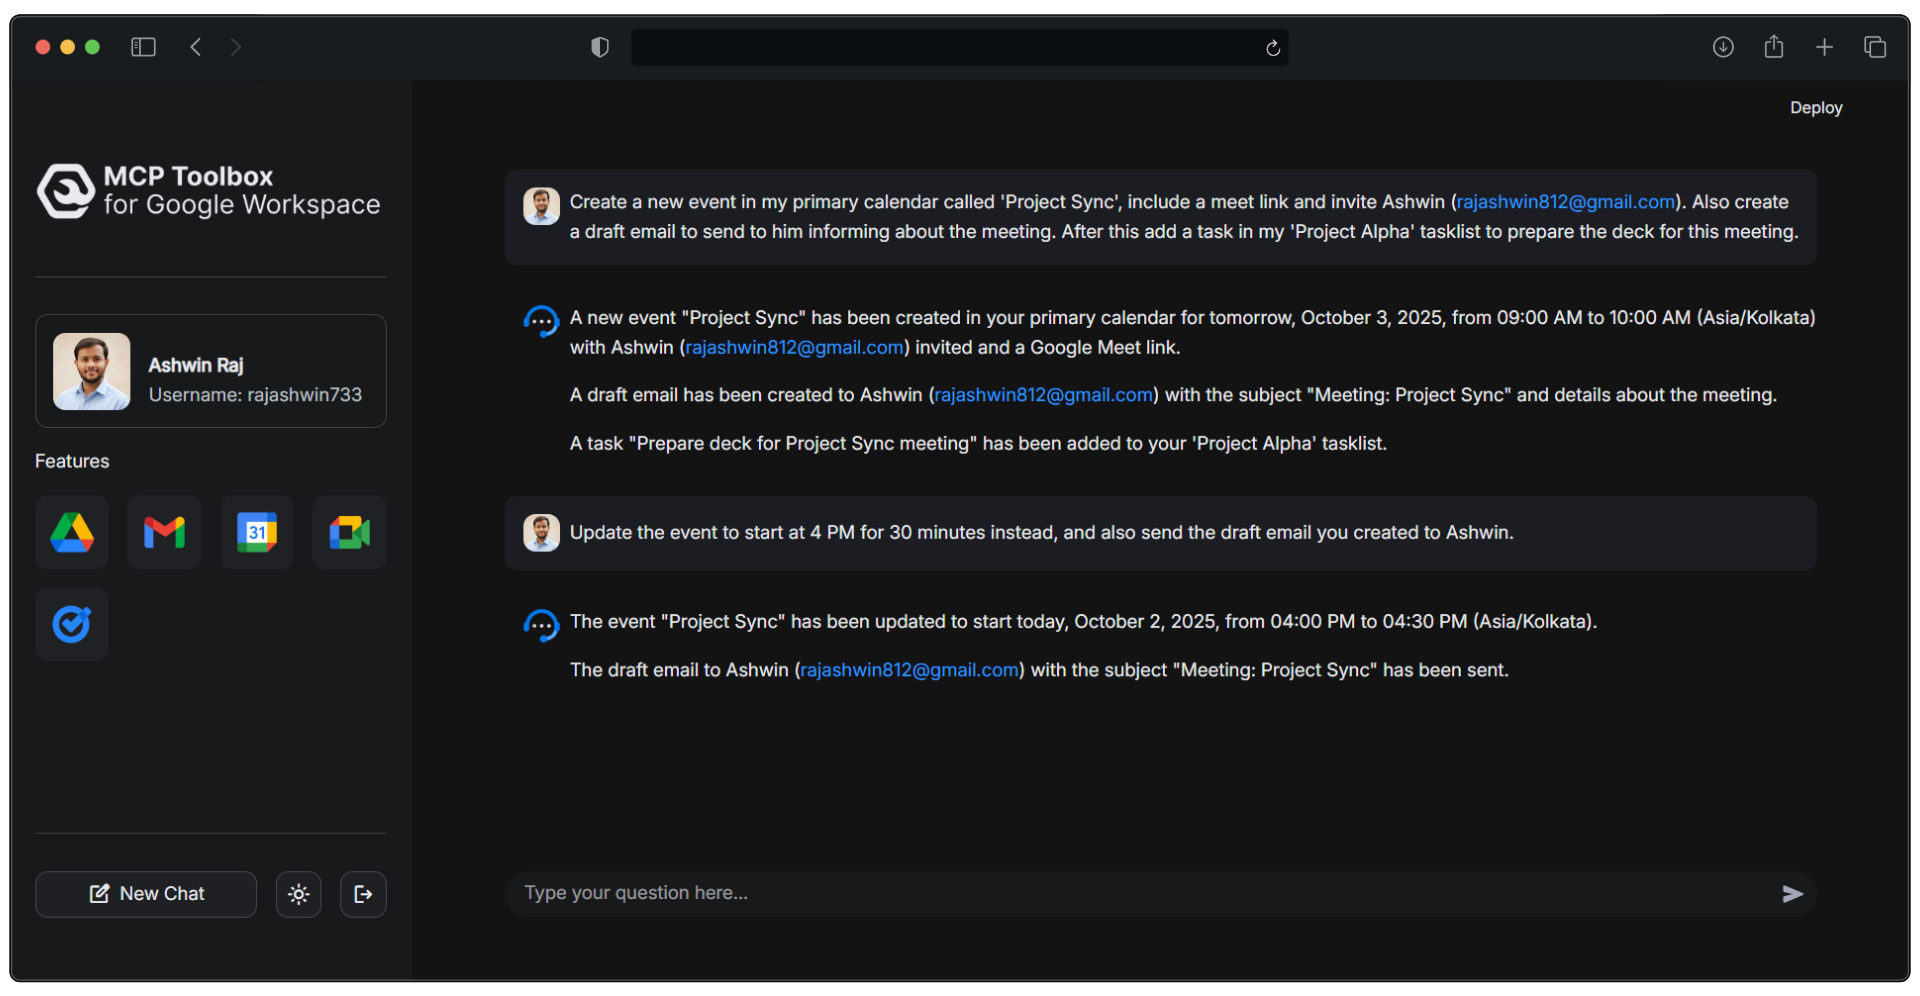 Deploy
MCP Toolbox
for Google Workspace
Ashwin Raj
Username: rajashwin733
Features
31
New Chat
Create a new event in my primary calendar called 'Project Sync', include a meet link and invite Ashwin (rajashwin812@gmail.com). Also create
a draft email to send to him informing about the meeting. After this add a task in my 'Project Alpha' tasklist to prepare the deck for this meeting.
A new event "Project Sync" has been created in your primary calendar for tomorrow, October 3, 2025, from 09:00 AM to 10:00 AM (Asia/Kolkata)
with Ashwin (rajashwin812@gmail.com) invited and a Google Meet link.
A draft email has been created to Ashwin (rajashwin812@gmail.com) with the subject "Meeting: Project Sync" and details about the meeting.
A task "Prepare deck for Project Sync meeting" has been added to your 'Project Alpha' tasklist.
Update the event to start at 4 PM for 30 minutes instead, and also send the draft email you created to Ashwin.
The event "Project Sync" has been updated to start today, October 2, 2025, from 04:00 PM to 04:30 PM (Asia/Kolkata).
The draft email to Ashwin (rajashwin812@gmail.com) with the subject "Meeting: Project Sync" has been sent.
Type your question here...